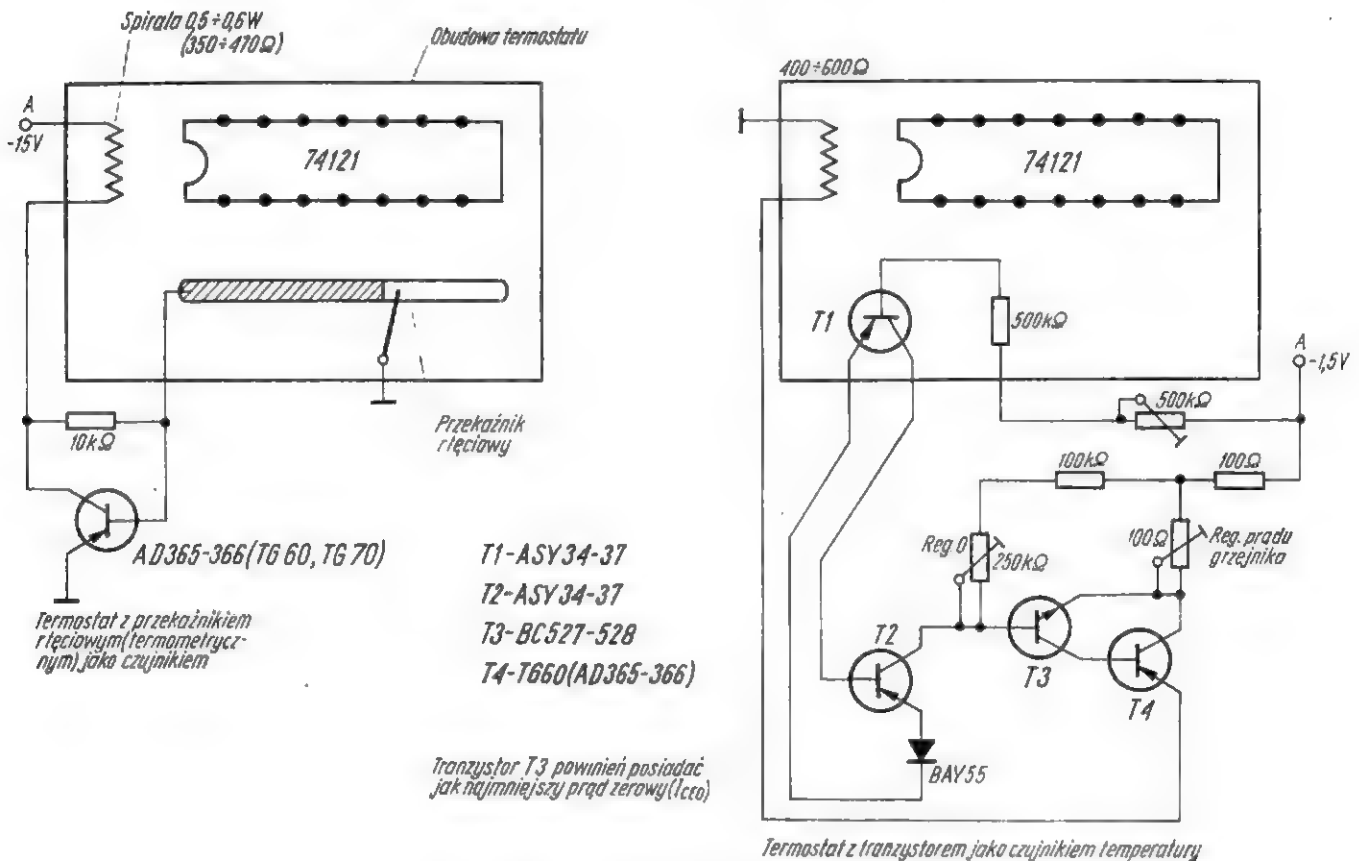 Spirala 0,5÷0,6W
(350÷470Ω)
Obudowa termostatu
A
-15V
74121
10kΩ
Przekaźnik
rtęciowy
AD365-366(TG 60, TG 70)
Termostat z przekaźnikiem
rtęciowym(termometrycz-
nym) jako czujnikiem
T1-ASY34-37
T2-ASY34-37
T3-BC527-528
T4-TG60(AD365-366)
Tranzystor T3 powinień posiadać
jak najmniejszy prąd zerowy(ICEO)
400÷600Ω
74121
T1
500kΩ
A
-1,5V
500kΩ
100kΩ
100Ω
Reg 0
250kΩ
100Ω
Reg. prądu
grzejnika
T2
T3
T4
BAY55
Termostat z tranzystorem jako czujnikiem temperatury